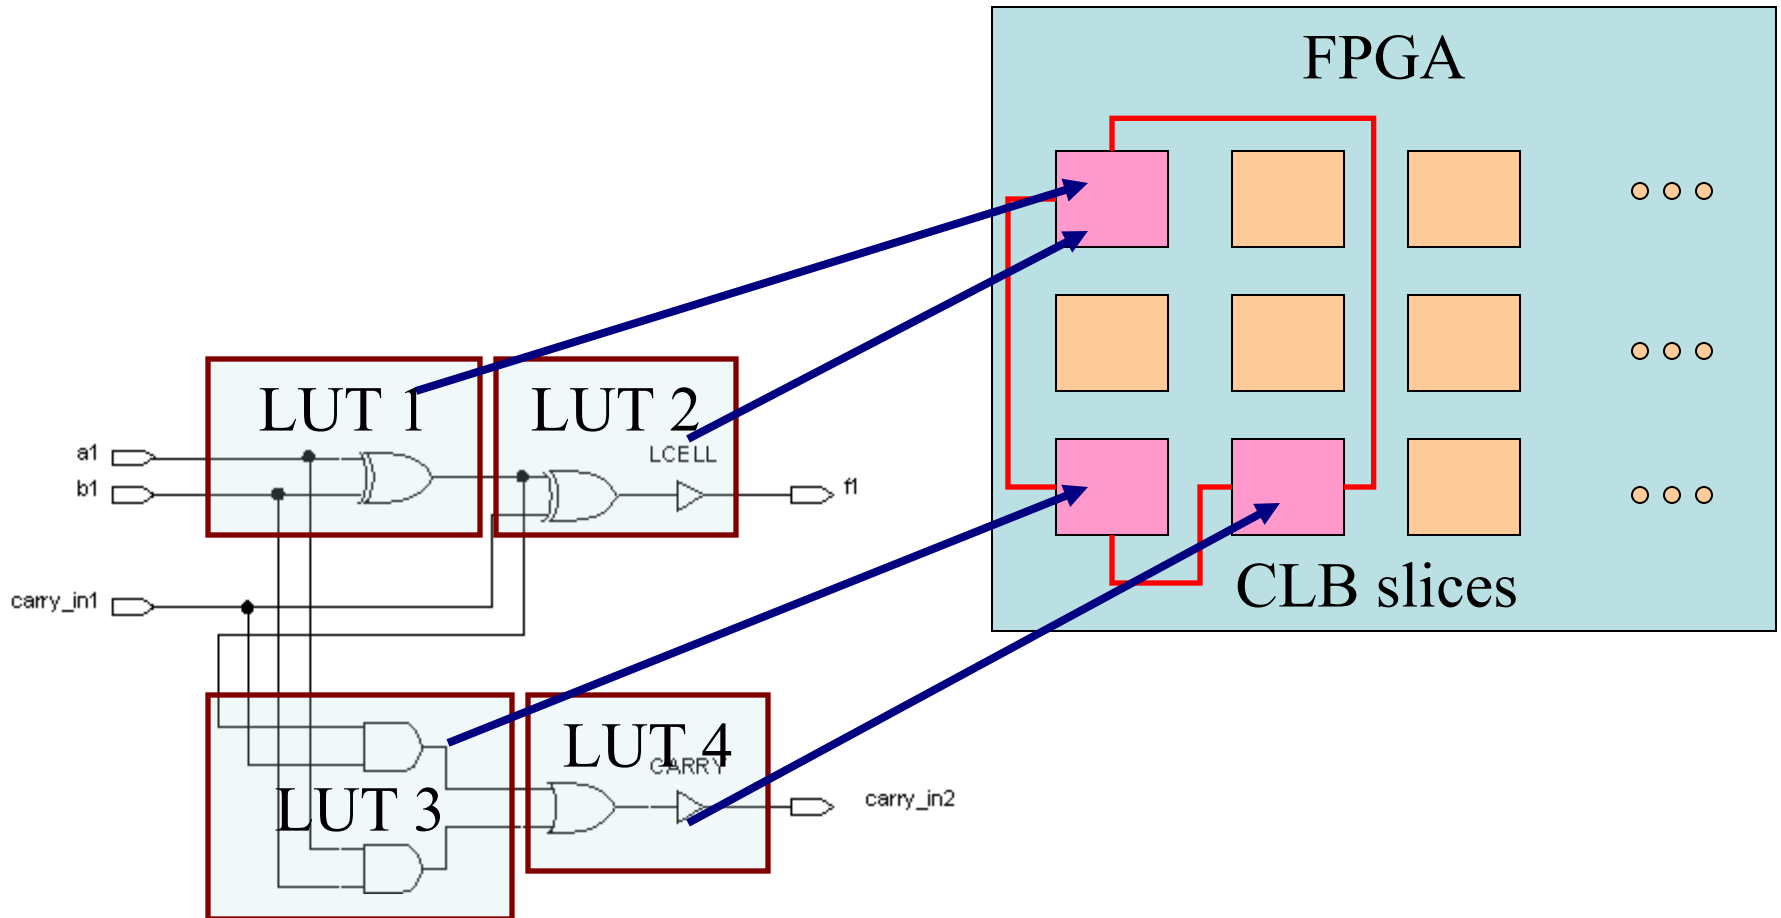 FPGA
LUT 1
LUT 2
LCELL
a1
b1
f1
CLB slices
carry_in1
LUT 4
CARRY
LUT 3
carry_in2